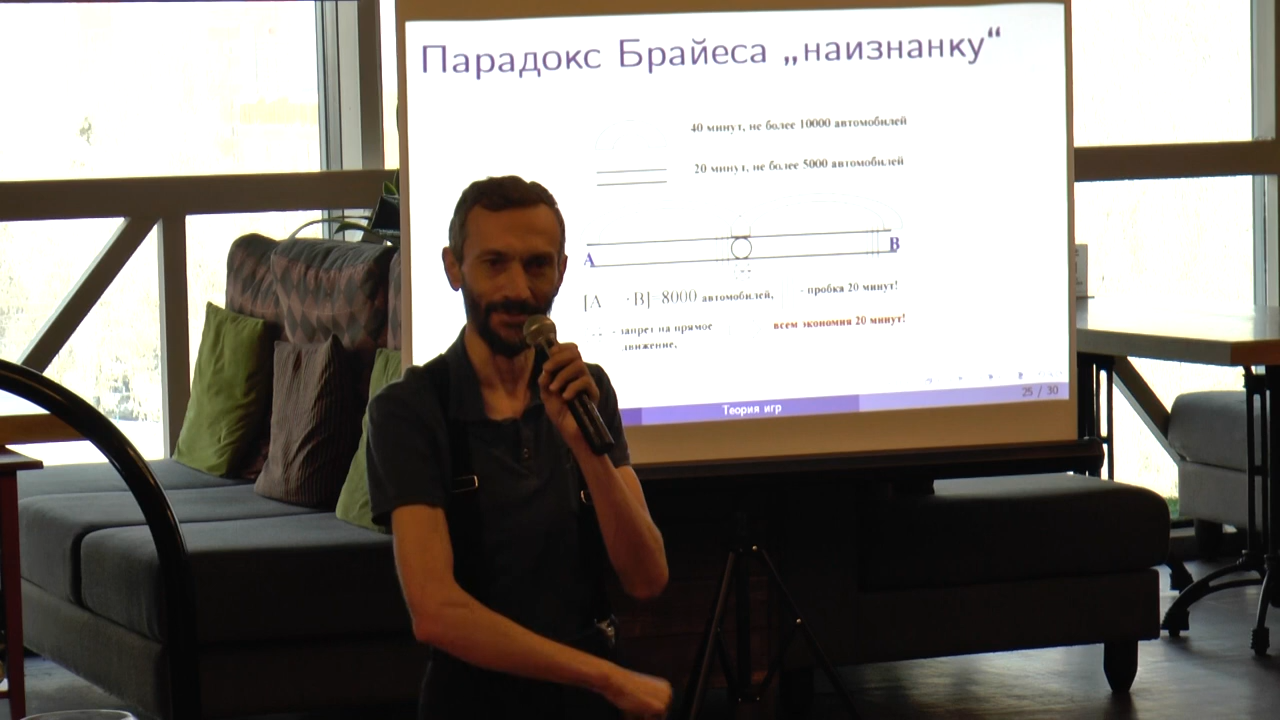 Парадокс Брайеса „наизнанку“
40 минут, не более 10000 автомобилей
20 минут, не более 5000 автомобилей
A B
[A · B]=8000 автомобилей, - пробка 20 минут!
- запрет на прямое всем экономия 20 минут!
движение,
Теория игр 25 / 30